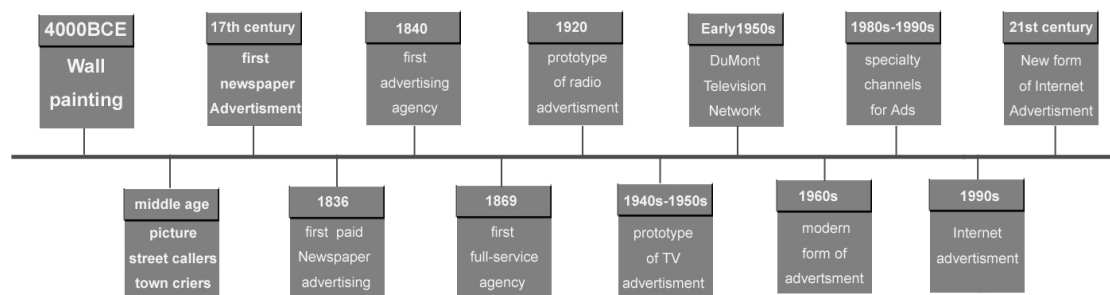 4000BCE
Wall
painting
17th century
first
newspaper
Advertisment
1840
first
advertising
agency
1920
prototype
of radio
advertisment
Early1950s
DuMont
Television
Network
1980s-1990s
specialty
channels
for Ads
21st century
New form
of Internet
Advertisment
middle age
picture
street callers
town criers
1836
first paid
Newspaper
advertising
1869
first
full-service
agency
1940s-1950s
prototype
of TV
advertisment
1960s
modern
form of
advertsment
1990s
Internet
advertisment